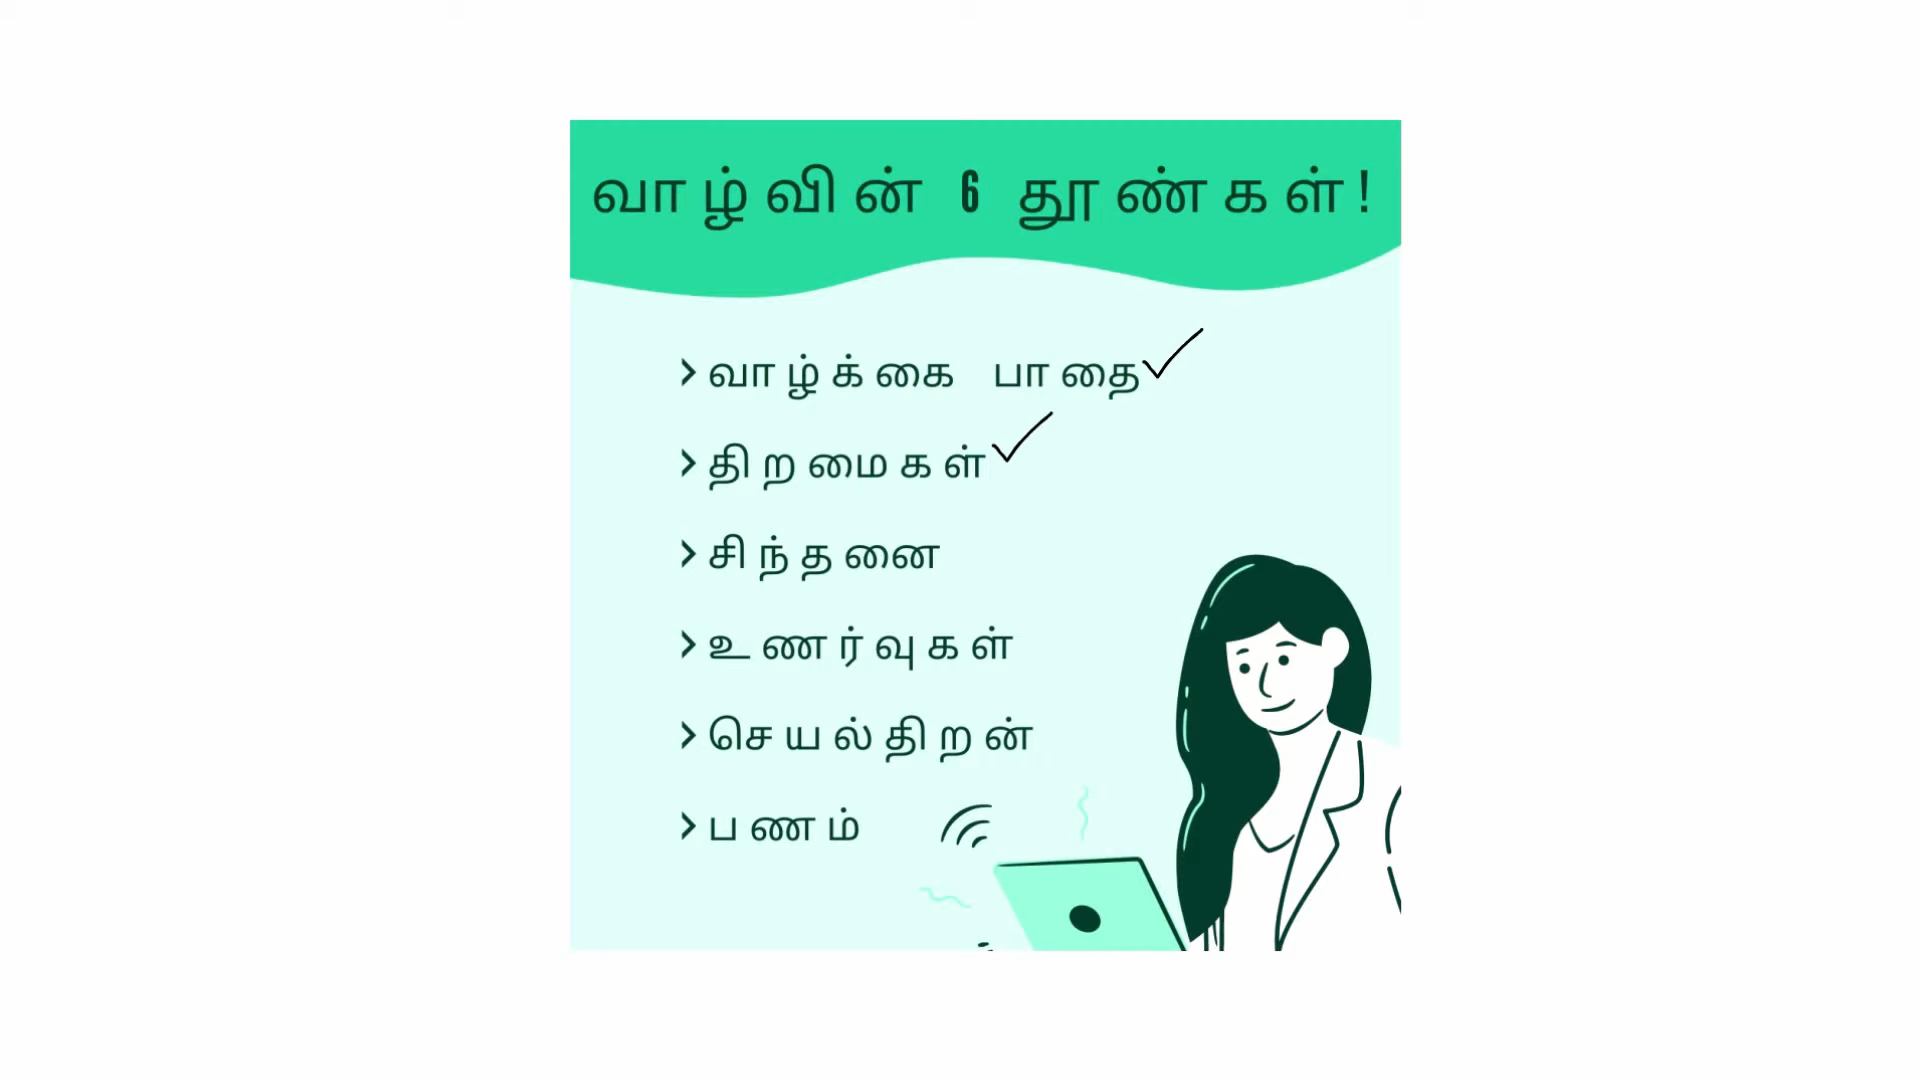 வாழ்வின் 6 தூண்கள்!
> வாழ்க்கை பாதை
> திறமைகள்
> சிந்தனை
> உணர்வுகள்
> செயல்திறன்
> பணம்